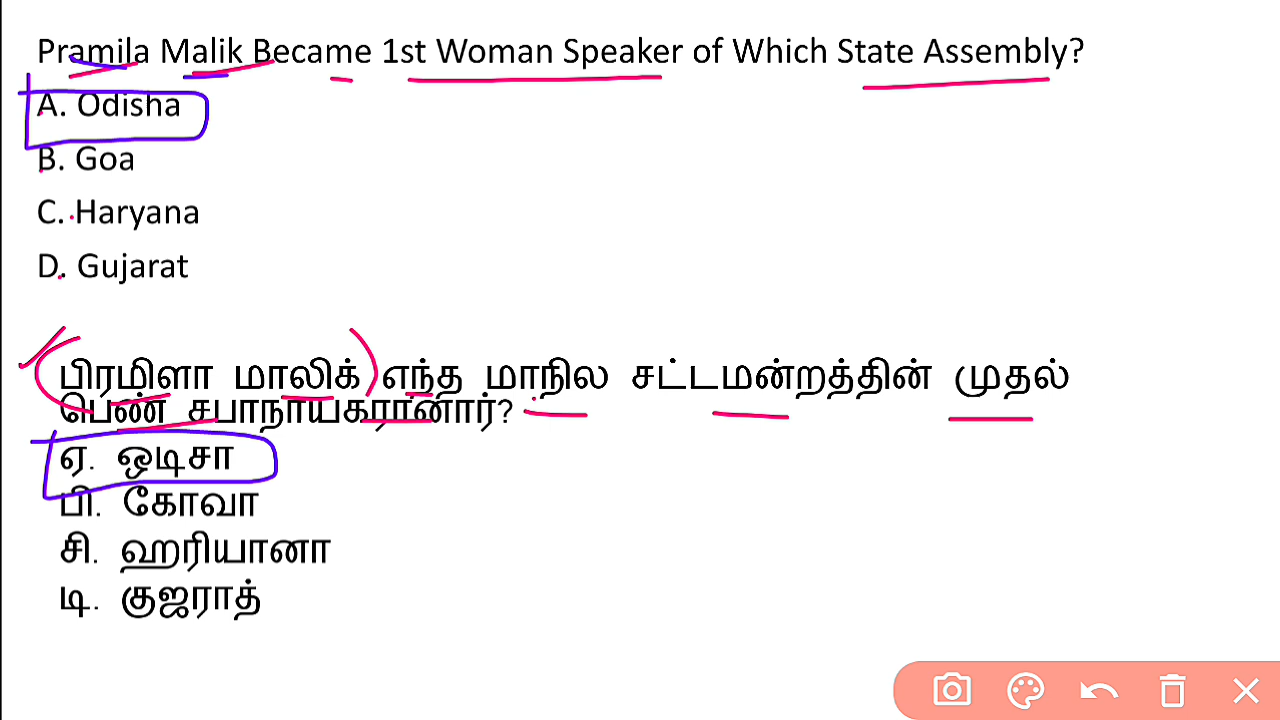 Pramila Malik Became 1st Woman Speaker of Which State Assembly?
A. Odisha
B. Goa
C. Haryana
D. Gujarat
பிரமிளா மாலிக் எந்த மாநில சட்டமன்றத்தின் முதல்
பெண் சபாநாயகரானார்?
ஏ. ஒடிசா
பி. கோவா
சி. ஹரியானா
டி. குஜராத்